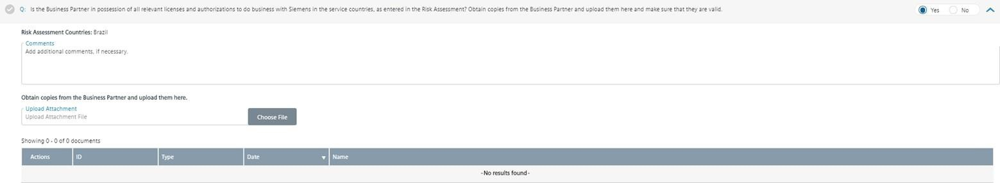 Q: Is the Business Partner in possession of all relevant licenses and authorizations to do business with Siemens in the service countries, as entered in the Risk Assessment? Obtain copies from the Business Partner and upload them here and make sure that they are valid. Yes No
Risk Assessment Countries: Brazil
Comments
Add additional comments, if necessary.
Obtain copies from the Business Partner and upload them here.
Upload Attachment
Upload Attachment File Choose File
Showing 0 - 0 of 0 documents
Actions ID Type Date Name
-No results found-